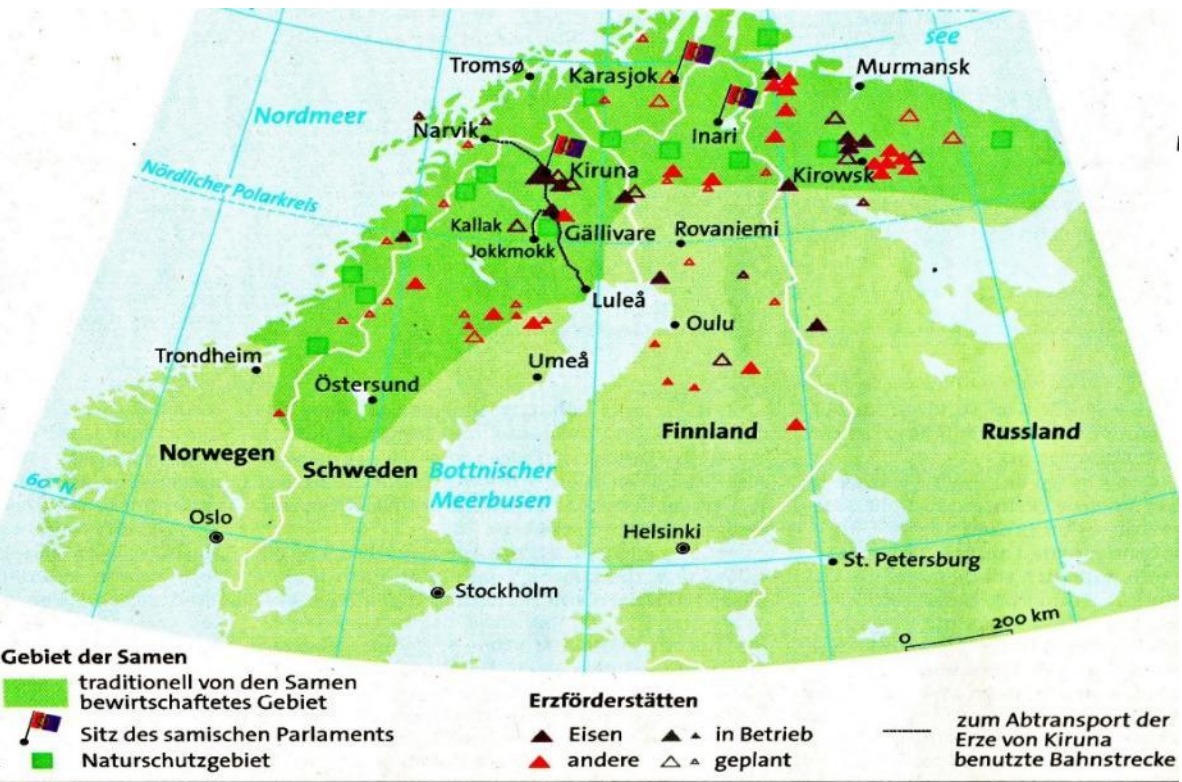 see
Murmansk
Tromsø
Karasjok
Nordmeer
Narvik
Inari
Kiruna
Kirowsk
Nördlicher Polarkreis
Kallak
Gällivare
Rovaniemi
Jokkmokk
Luleå
Oulu
Trondheim
Umeå
Östersund
Norwegen
Finnland
Russland
Schweden
Bottnischer
Meerbusen
60° N
Oslo
Helsinki
St. Petersburg
Stockholm
0 200 km
Gebiet der Samen
traditionell von den Samen
bewirtschaftetes Gebiet
Sitz des samischen Parlaments
Naturschutzgebiet
Erzförderstätten
Eisen
in Betrieb
andere
geplant
zum Abtransport der
Erze von Kiruna
benutzte Bahnstrecke